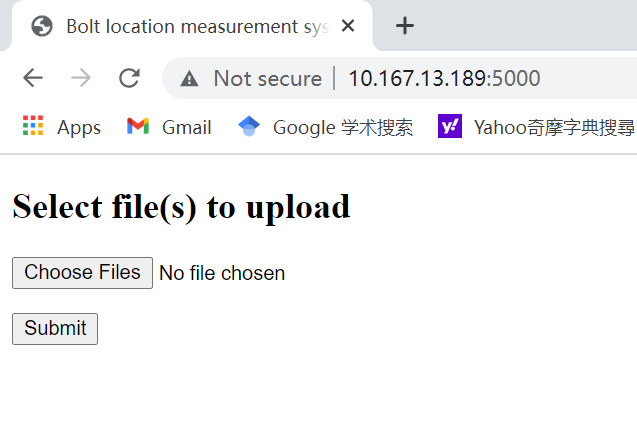 Bolt location measurement sys
Not secure | 10.167.13.189:5000
Apps Gmail Google 学术搜索 Yahoo奇摩字典搜尋
Select file(s) to upload
Choose Files No file chosen
Submit